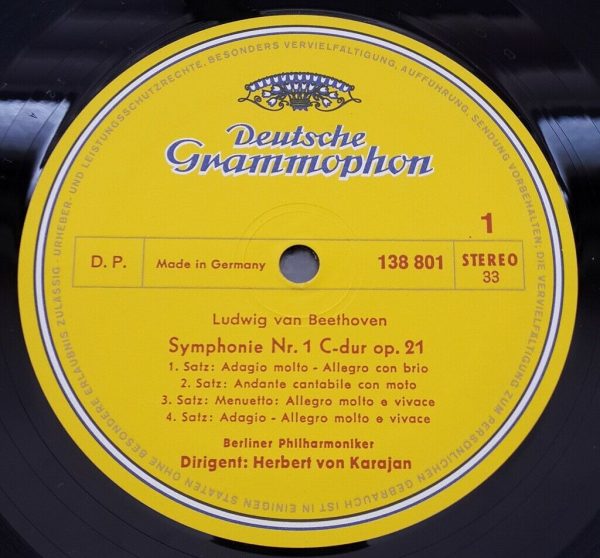 URHEBER- UND LEISTUNGSSCHUTZRECHTE, BESONDERS VERVIELFÄLTIGUNG, AUFFÜHRUNG, SENDUNG VORBEHALTEN; DIE VERVIELFÄLTIGUNG ZUM PERSÖNLICHEN GEBRAUCH IST IN EINIGEN STAATEN OHNE BESONDERE ERLAUBNIS ZULÄSSIG -
Deutsche
Grammophon
1
D. P. Made in Germany 138 801 STEREO
33
Ludwig van Beethoven
Symphonie Nr. 1 C-dur op. 21
1. Satz: Adagio molto - Allegro con brio
2. Satz: Andante cantabile con moto
3. Satz: Menuetto: Allegro molto e vivace
4. Satz: Adagio - Allegro molto e vivace
Berliner Philharmoniker
Dirigent: Herbert von Karajan